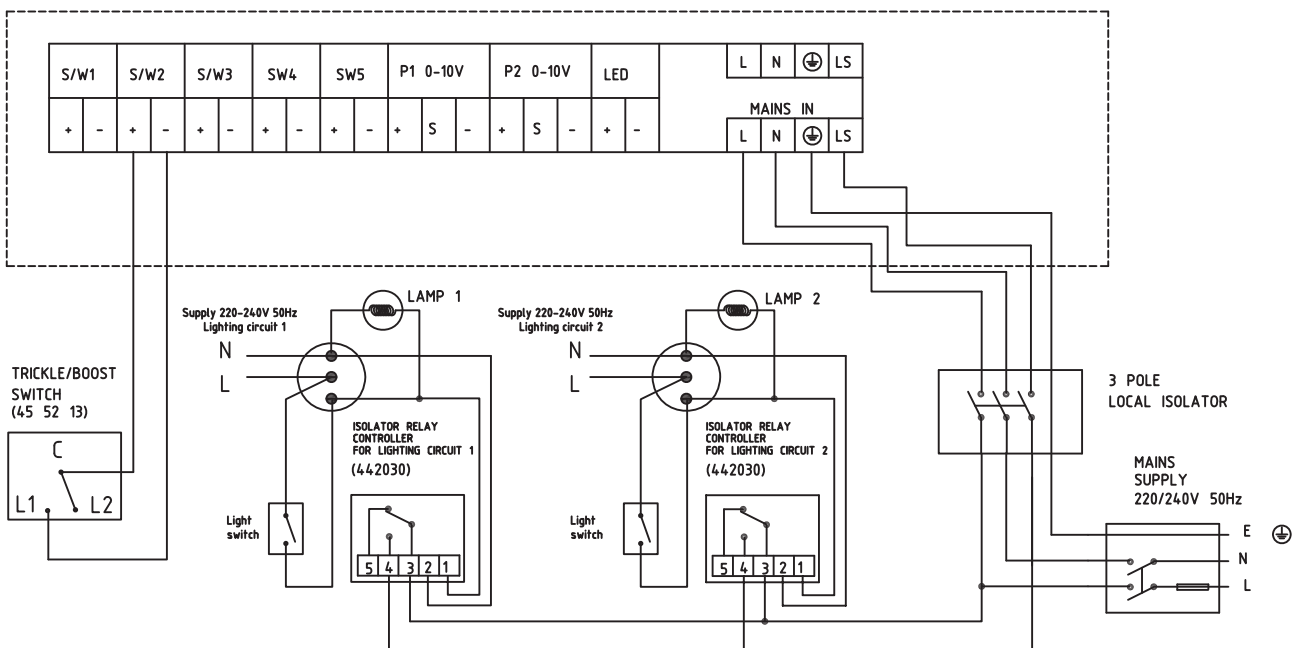 S/W1 S/W2 S/W3 SW4 SW5 P1 0-10V P2 0-10V LED
L N LS
MAINS IN
+ - + - + - + - + - + S - + S - + -
L N LS
LAMP 1
Supply 220-240V 50Hz
Lighting circuit 1
N
L
LAMP 2
Supply 220-240V 50Hz
Lighting circuit 2
N
L
TRICKLE/BOOST
SWITCH
(45 52 13)
C
L1 L2
3 POLE
LOCAL ISOLATOR
ISOLATOR RELAY
CONTROLLER
FOR LIGHTING CIRCUIT 1
(442030)
ISOLATOR RELAY
CONTROLLER
FOR LIGHTING CIRCUIT 2
(442030)
MAINS
SUPPLY
220/240V 50Hz
Light
switch
5 4 3 2 1
Light
switch
5 4 3 2 1
E
N
L